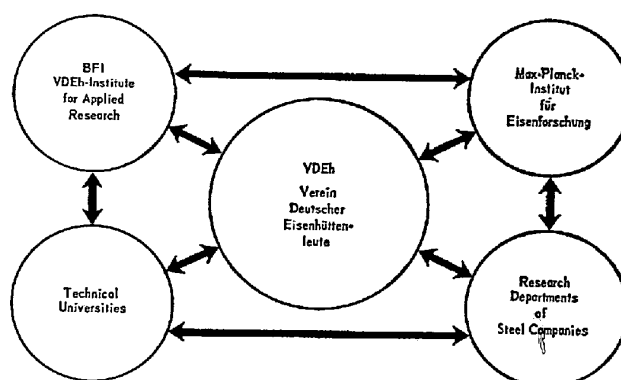 BFI
VDEh-Institute
for Applied
Research
Max-Planck-
Institut
für
Eisenforschung
VDEh
Verein
Deutscher
Eisenhütten-
leute
Technical
Universities
Research
Departments
of
Steel Companies